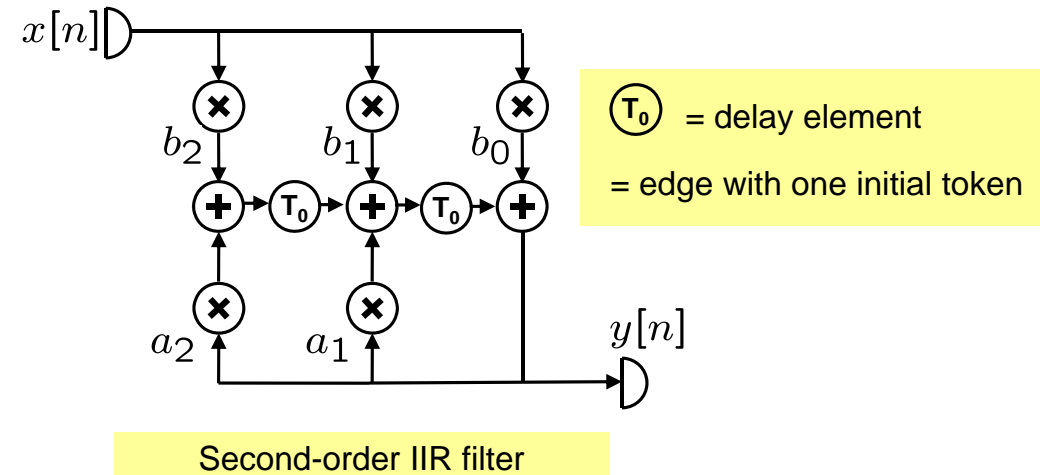 x[n]
b₂ b₁ b₀
T₀ = delay element
= edge with one initial token
T₀ T₀
a₂ a₁
y[n]
Second-order IIR filter